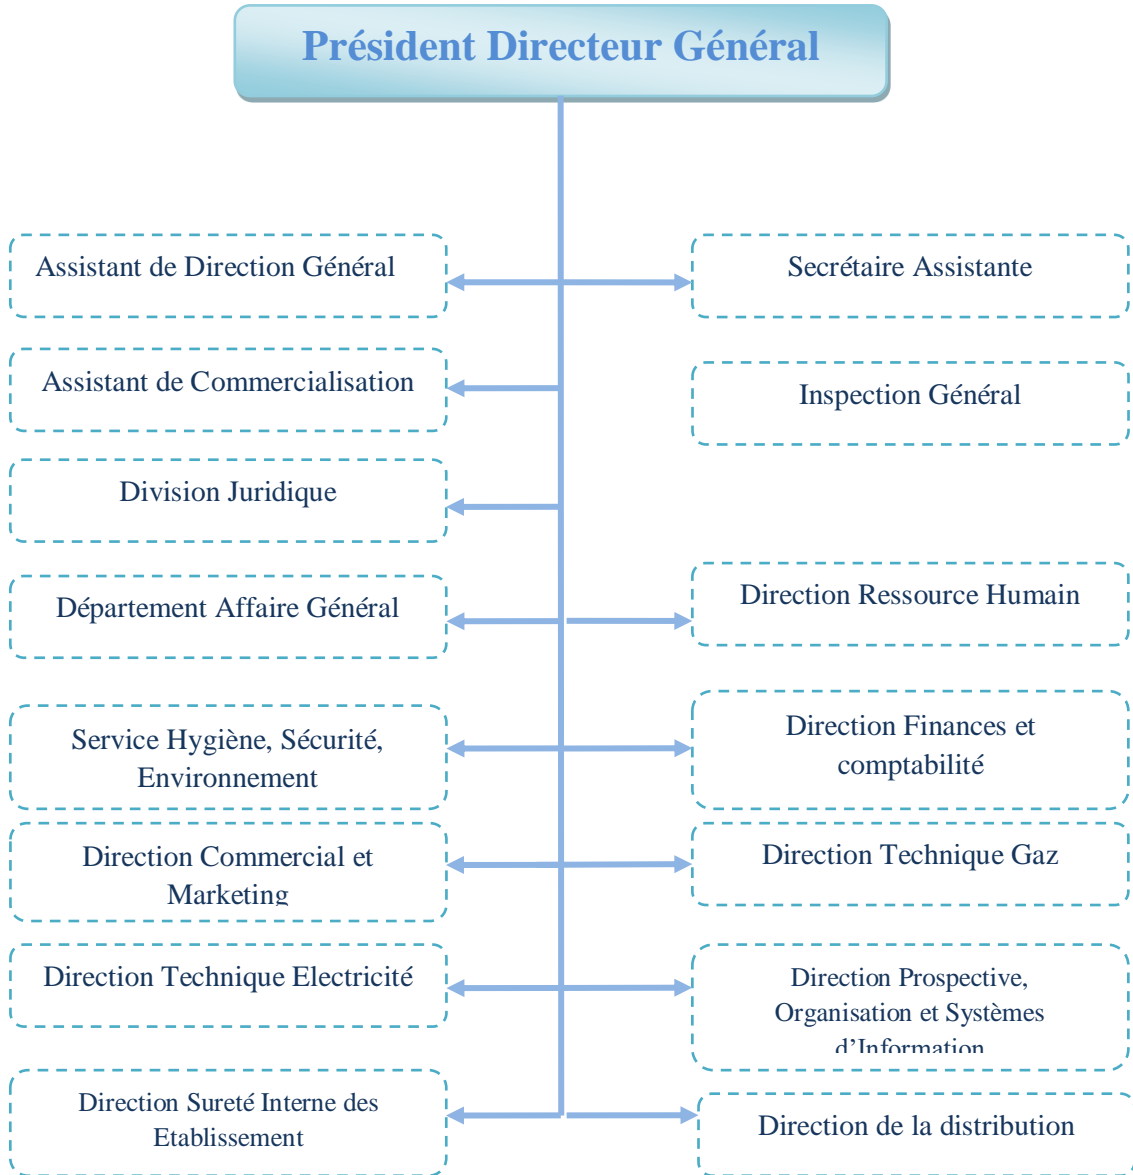 Président Directeur Général
Assistant de Direction Général
Secrétaire Assistante
Assistant de Commercialisation
Inspection Général
Division Juridique
Département Affaire Général
Direction Ressource Humain
Service Hygiène, Sécurité,
Environnement
Direction Finances et
comptabilité
Direction Commercial et
Marketing
Direction Technique Gaz
Direction Technique Electricité
Direction Prospective,
Organisation et Systèmes
d’Information
Direction Sureté Interne des
Etablissement
Direction de la distribution